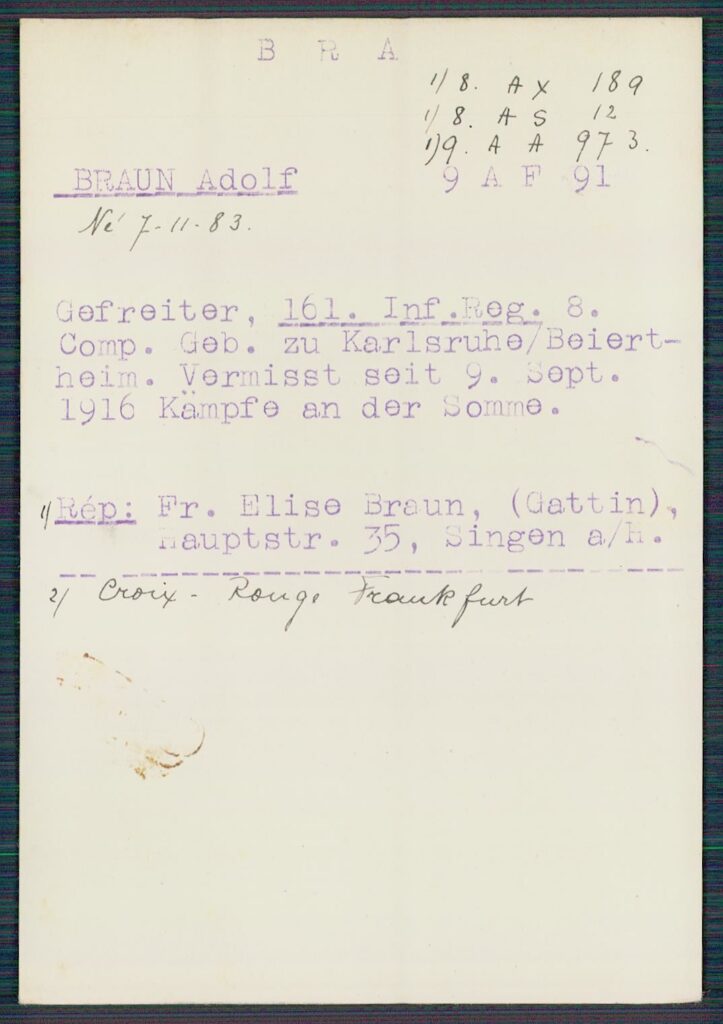 B R A
1/ 8. A X 189
1/ 8. A S 12
1) 9. A A 973.
BRAUN Adolf
9 A F 91
Né 7-11-83.
Gefreiter, 161. Inf.Reg. 8.
Comp. Geb. zu Karlsruhe/Beiert-
heim. Vermisst seit 9. Sept.
1916 Kämpfe an der Somme.
1/ Rép: Fr. Elise Braun, (Gattin),
Hauptstr. 35, Singen a/H.
2/ Croix - Rouge Frankfurt